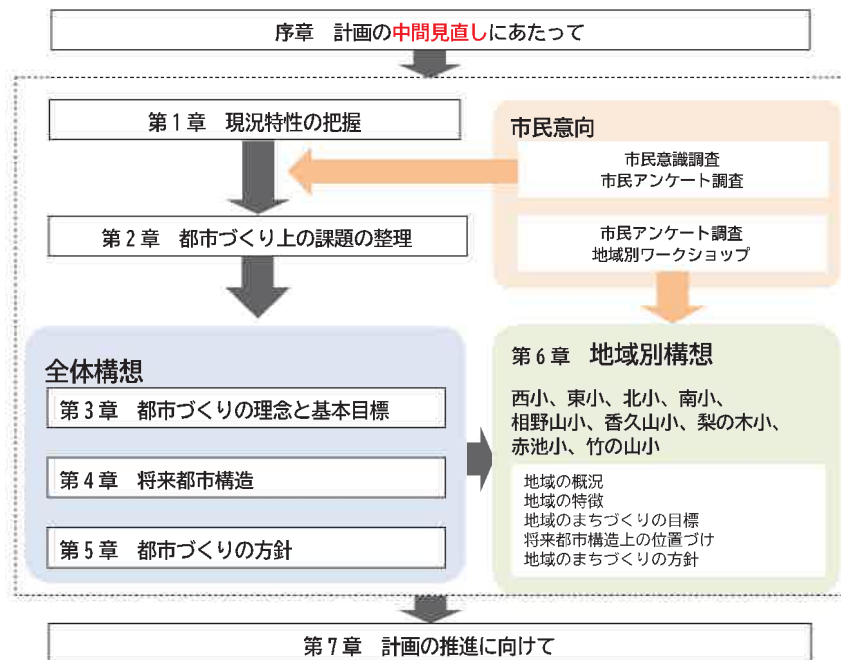 序章　計画の中間見直しにあたって
第1章　現況特性の把握
市民意向
市民意識調査
市民アンケート調査
第2章　都市づくり上の課題の整理
市民アンケート調査
地域別ワークショップ
全体構想
第3章　都市づくりの理念と基本目標
第4章　将来都市構造
第5章　都市づくりの方針
第6章　地域別構想
西小、東小、北小、南小、
相野山小、香久山小、梨の木小、
赤池小、竹の山小
地域の概況
地域の特徴
地域のまちづくりの目標
将来都市構造上の位置づけ
地域のまちづくりの方針
第7章　計画の推進に向けて